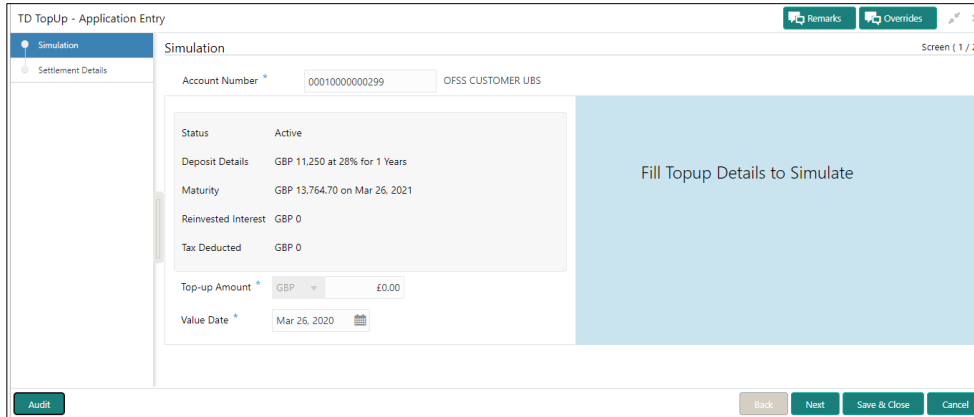 TD TopUp - Application Entry
Remarks
Overrides
Simulation
Settlement Details
Simulation
Screen ( 1 / 2
Account Number * 00010000000299 OFSS CUSTOMER UBS
Status Active
Deposit Details GBP 11,250 at 28% for 1 Years
Maturity GBP 13,764.70 on Mar 26, 2021
Reinvested Interest GBP 0
Tax Deducted GBP 0
Top-up Amount * GBP £0.00
Value Date * Mar 26, 2020
Fill Topup Details to Simulate
Audit
Back
Next
Save & Close
Cancel